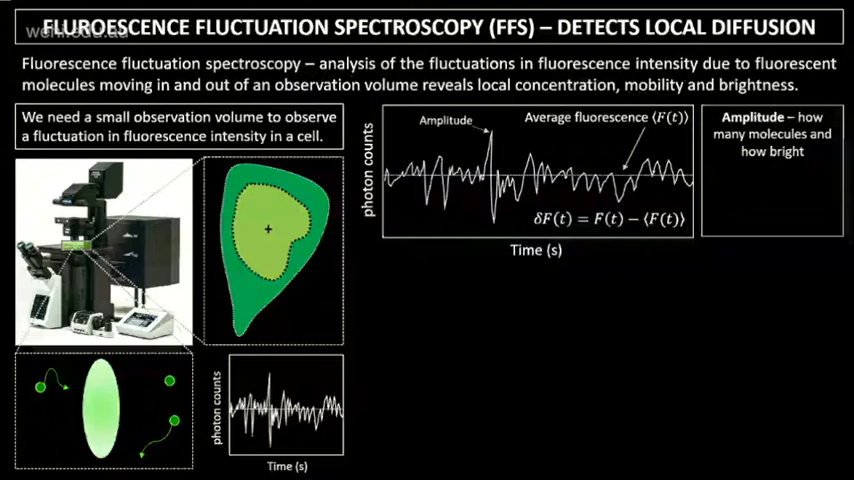 FLUROESCENCE FLUCTUATION SPECTROSCOPY (FFS) – DETECTS LOCAL DIFFUSION
wehi.edu.au
Fluorescence fluctuation spectroscopy – analysis of the fluctuations in fluorescence intensity due to fluorescent
molecules moving in and out of an observation volume reveals local concentration, mobility and brightness.
We need a small observation volume to observe
a fluctuation in fluorescence intensity in a cell.
photon counts
Amplitude
Average fluorescence ⟨F(t)⟩
δF(t) = F(t) − ⟨F(t)⟩
Time (s)
Amplitude – how
many molecules and
how bright
photon counts
Time (s)